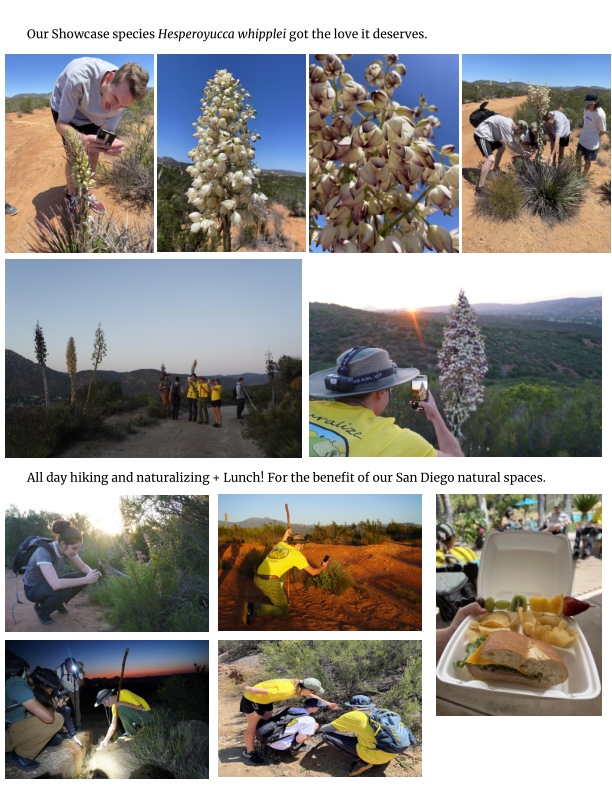 Our Showcase species Hesperoyucca whipplei got the love it deserves.
All day hiking and naturalizing + Lunch! For the benefit of our San Diego natural spaces.